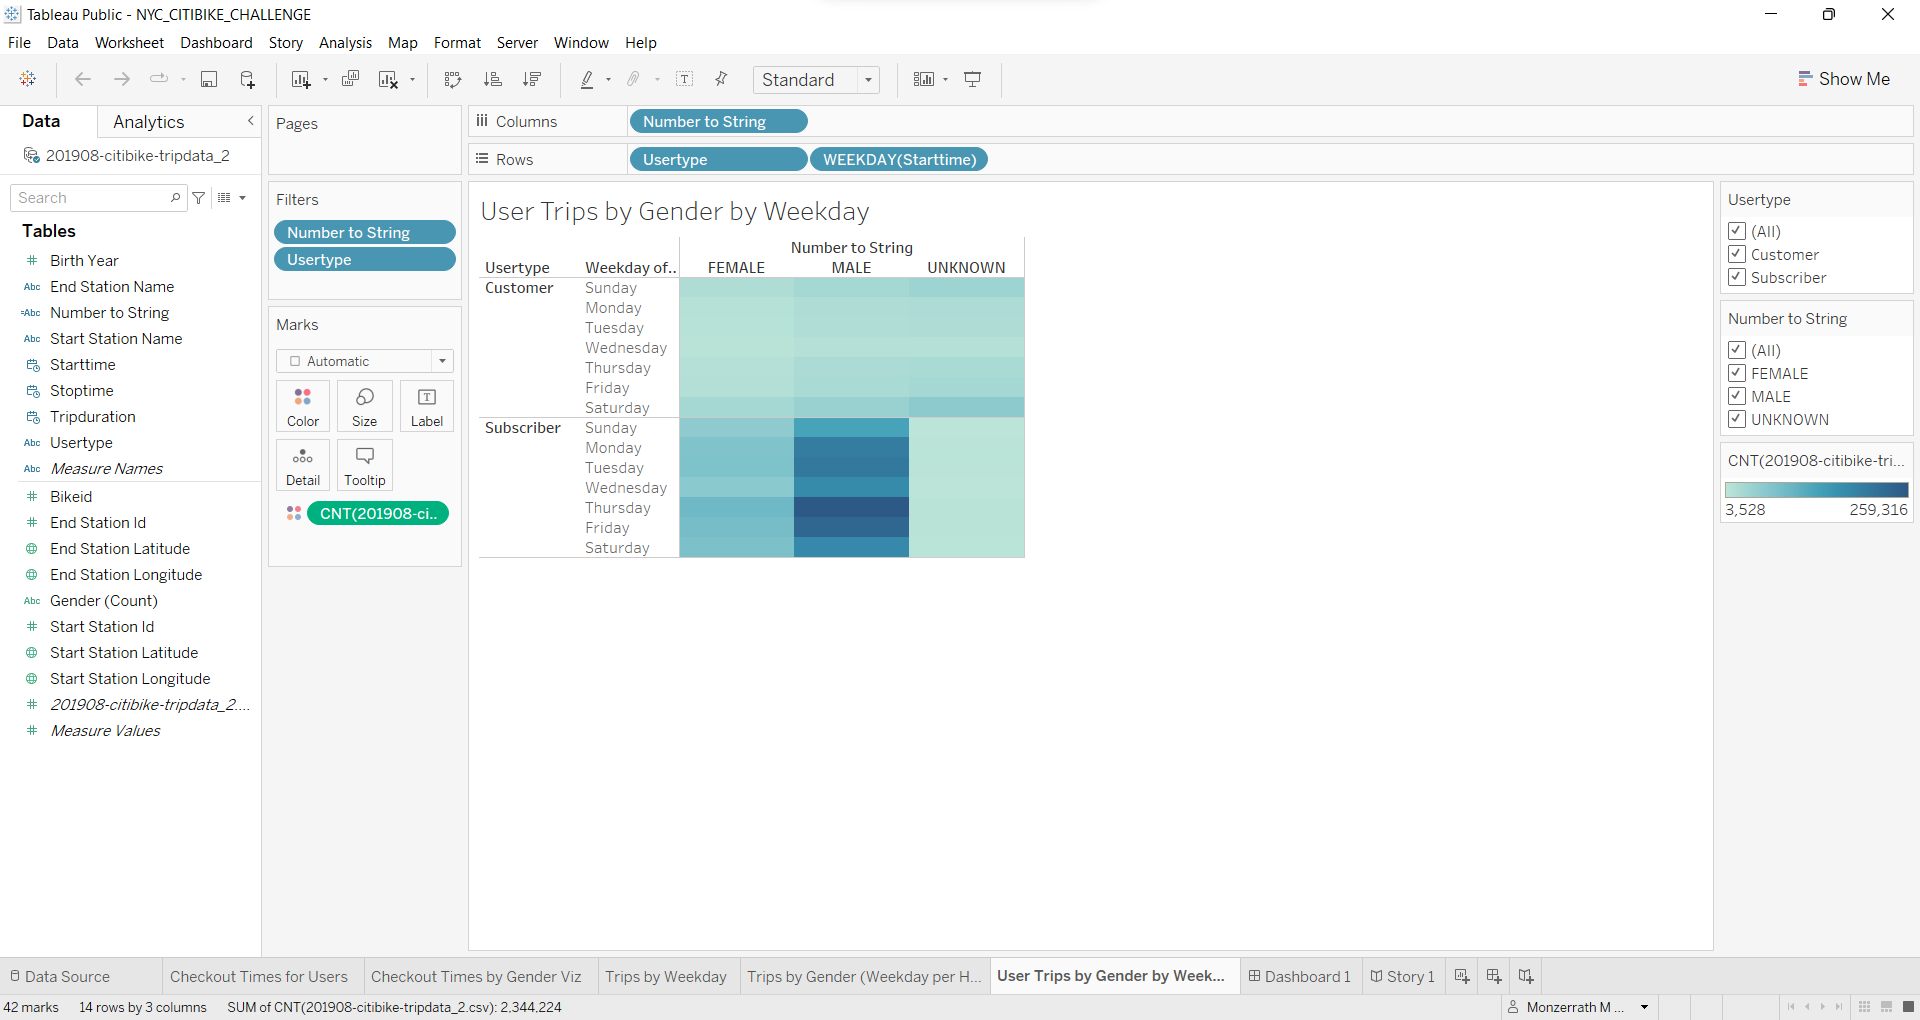 Tableau Public - NYC_CITIBIKE_CHALLENGE
File Data Worksheet Dashboard Story Analysis Map Format Server Window Help
Standard
Show Me
Data Analytics
201908-citibike-tripdata_2
Search
Tables
Birth Year
Abc End Station Name
=Abc Number to String
Abc Start Station Name
Starttime
Stoptime
Tripduration
Abc Usertype
Abc Measure Names
Bikeid
End Station Id
End Station Latitude
End Station Longitude
Abc Gender (Count)
Start Station Id
Start Station Latitude
Start Station Longitude
201908-citibike-tripdata_2....
Measure Values
Pages
Filters
Number to String
Usertype
Marks
Automatic
Color Size Label
Detail Tooltip
CNT(201908-ci..
Columns Number to String
Rows Usertype WEEKDAY(Starttime)
User Trips by Gender by Weekday
Number to String
Usertype Weekday of.. FEMALE MALE UNKNOWN
Customer Sunday
Monday
Tuesday
Wednesday
Thursday
Friday
Saturday
Subscriber Sunday
Monday
Tuesday
Wednesday
Thursday
Friday
Saturday
Usertype
(All)
Customer
Subscriber
Number to String
(All)
FEMALE
MALE
UNKNOWN
CNT(201908-citibike-tri...
3,528 259,316
Data Source Checkout Times for Users Checkout Times by Gender Viz Trips by Weekday Trips by Gender (Weekday per H... User Trips by Gender by Week... Dashboard 1 Story 1
42 marks 14 rows by 3 columns SUM of CNT(201908-citibike-tripdata_2.csv): 2,344,224
Monzerrath M ...